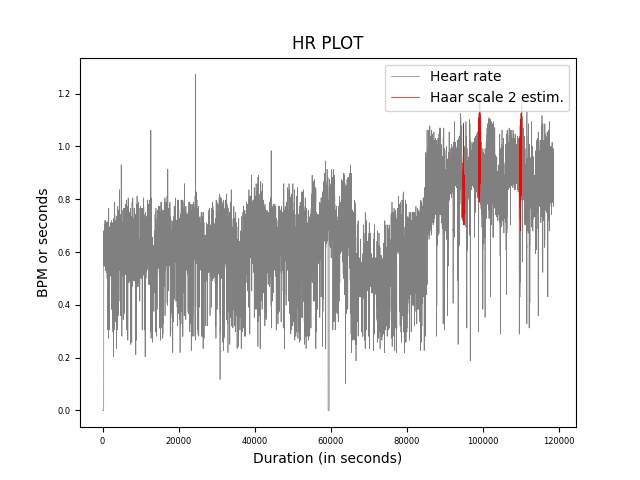 HR PLOT
Heart rate
Haar scale 2 estim.
BPM or seconds
1.2
1.0
0.8
0.6
0.4
0.2
0.0
0 20000 40000 60000 80000 100000 120000
Duration (in seconds)